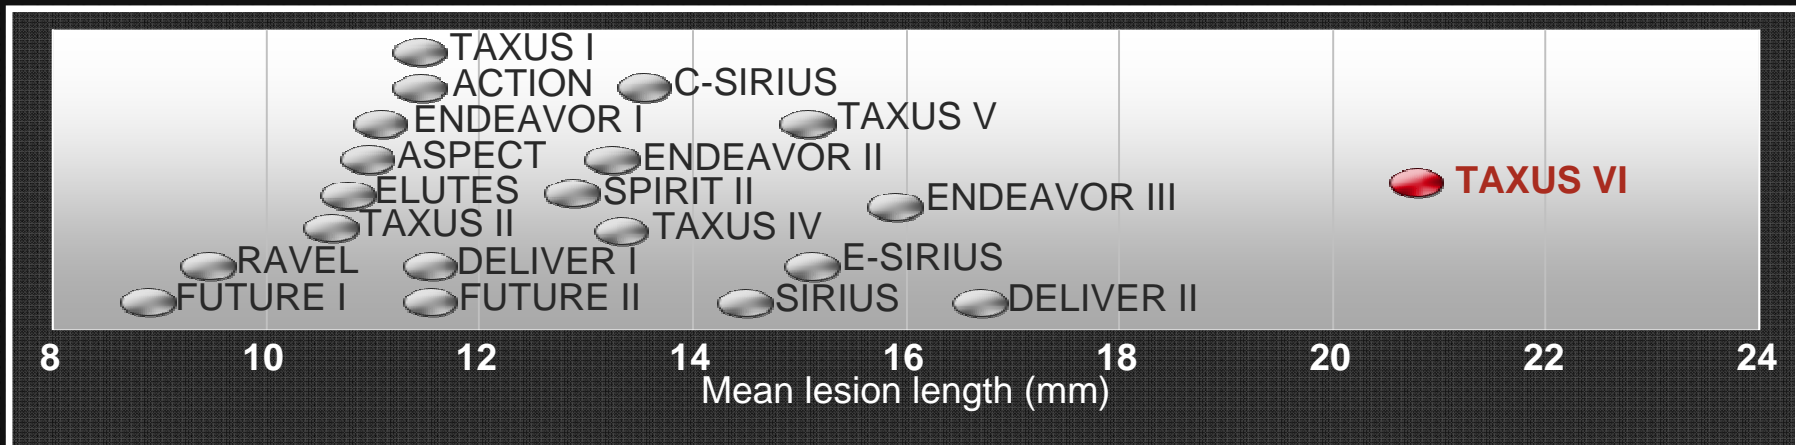 TAXUS I
ACTION C-SIRIUS
ENDEAVOR I TAXUS V
ASPECT ENDEAVOR II
TAXUS VI
ELUTES SPIRIT II ENDEAVOR III
TAXUS II TAXUS IV
RAVEL DELIVER I E-SIRIUS
FUTURE I FUTURE II SIRIUS DELIVER II
8 10 12 14 16 18 20 22 24
Mean lesion length (mm)